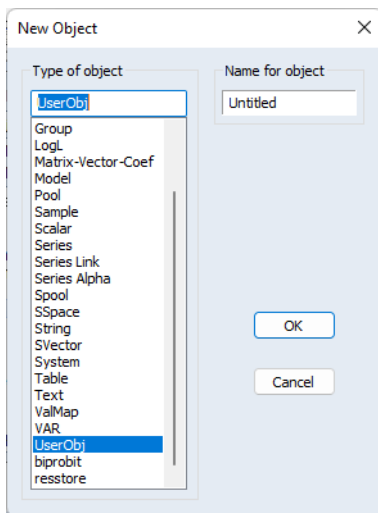 New Object
Type of object
Name for object
UserObj
Untitled
Group
LogL
Matrix-Vector-Coef
Model
Pool
Sample
Scalar
Series
Series Link
Series Alpha
Spool
SSpace
String
SVector
System
Table
Text
ValMap
VAR
UserObj
biprobit
resstore
OK
Cancel